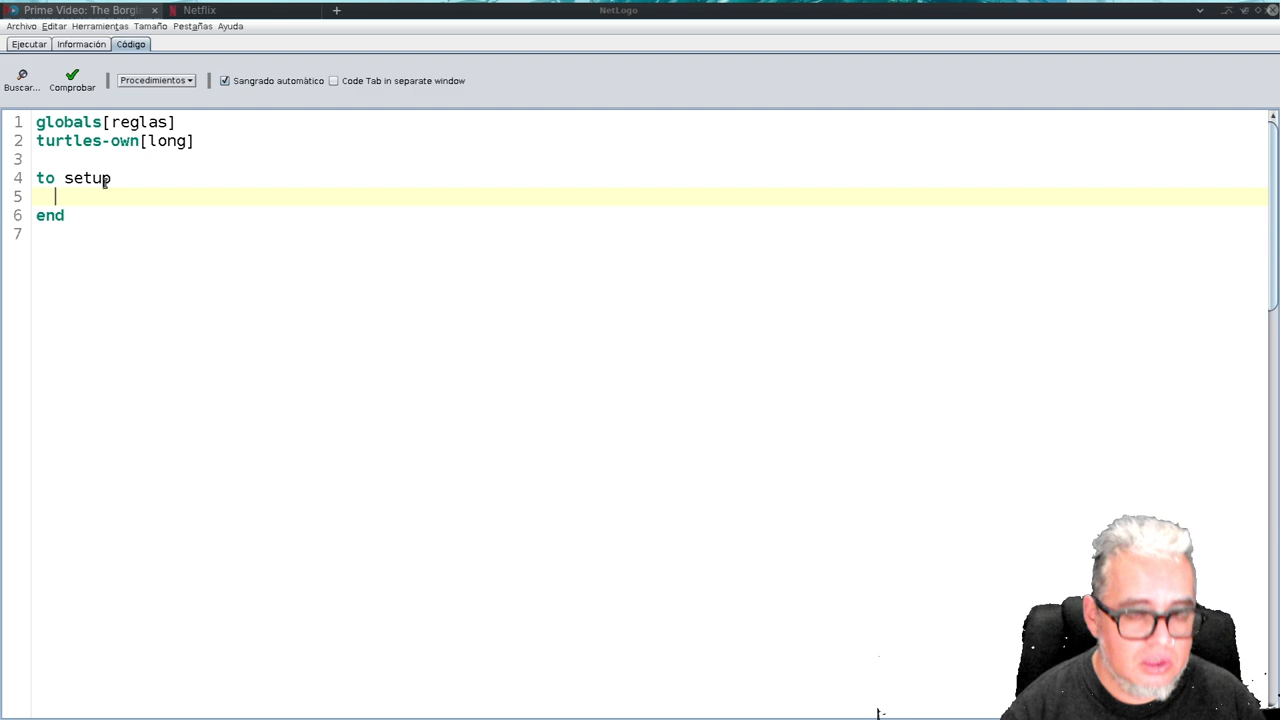 Prime Video: The Borgi
Netflix
NetLogo
Archivo Editar Herramientas Tamaño Pestañas Ayuda
Ejecutar Información Código
Buscar... Comprobar Procedimientos Sangrado automático Code Tab in separate window
1 globals[reglas]
2 turtles-own[long]
3
4 to setup
5
6 end
7